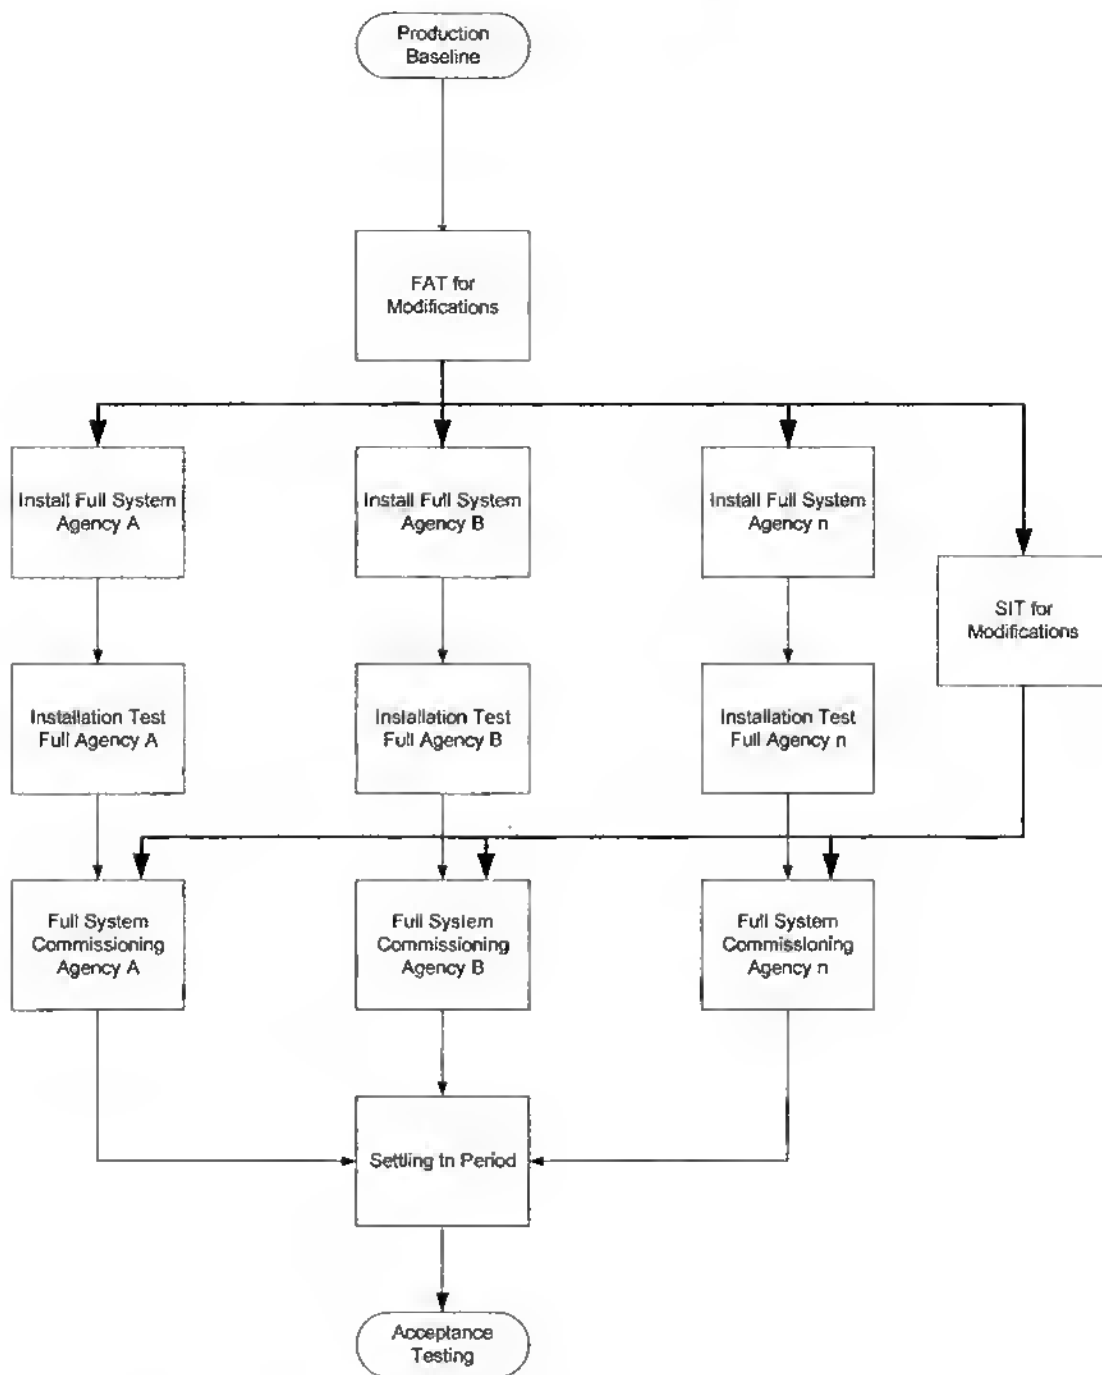 Production
Baseline
FAT for
Modifications
Install Full System
Agency A
Install Full System
Agency B
Install Full System
Agency n
SIT for
Modifications
Installation Test
Full Agency A
Installation Test
Full Agency B
Installation Test
Full Agency n
Full System
Commissioning
Agency A
Full System
Commissioning
Agency B
Full System
Commissioning
Agency n
Settling In Period
Acceptance
Testing